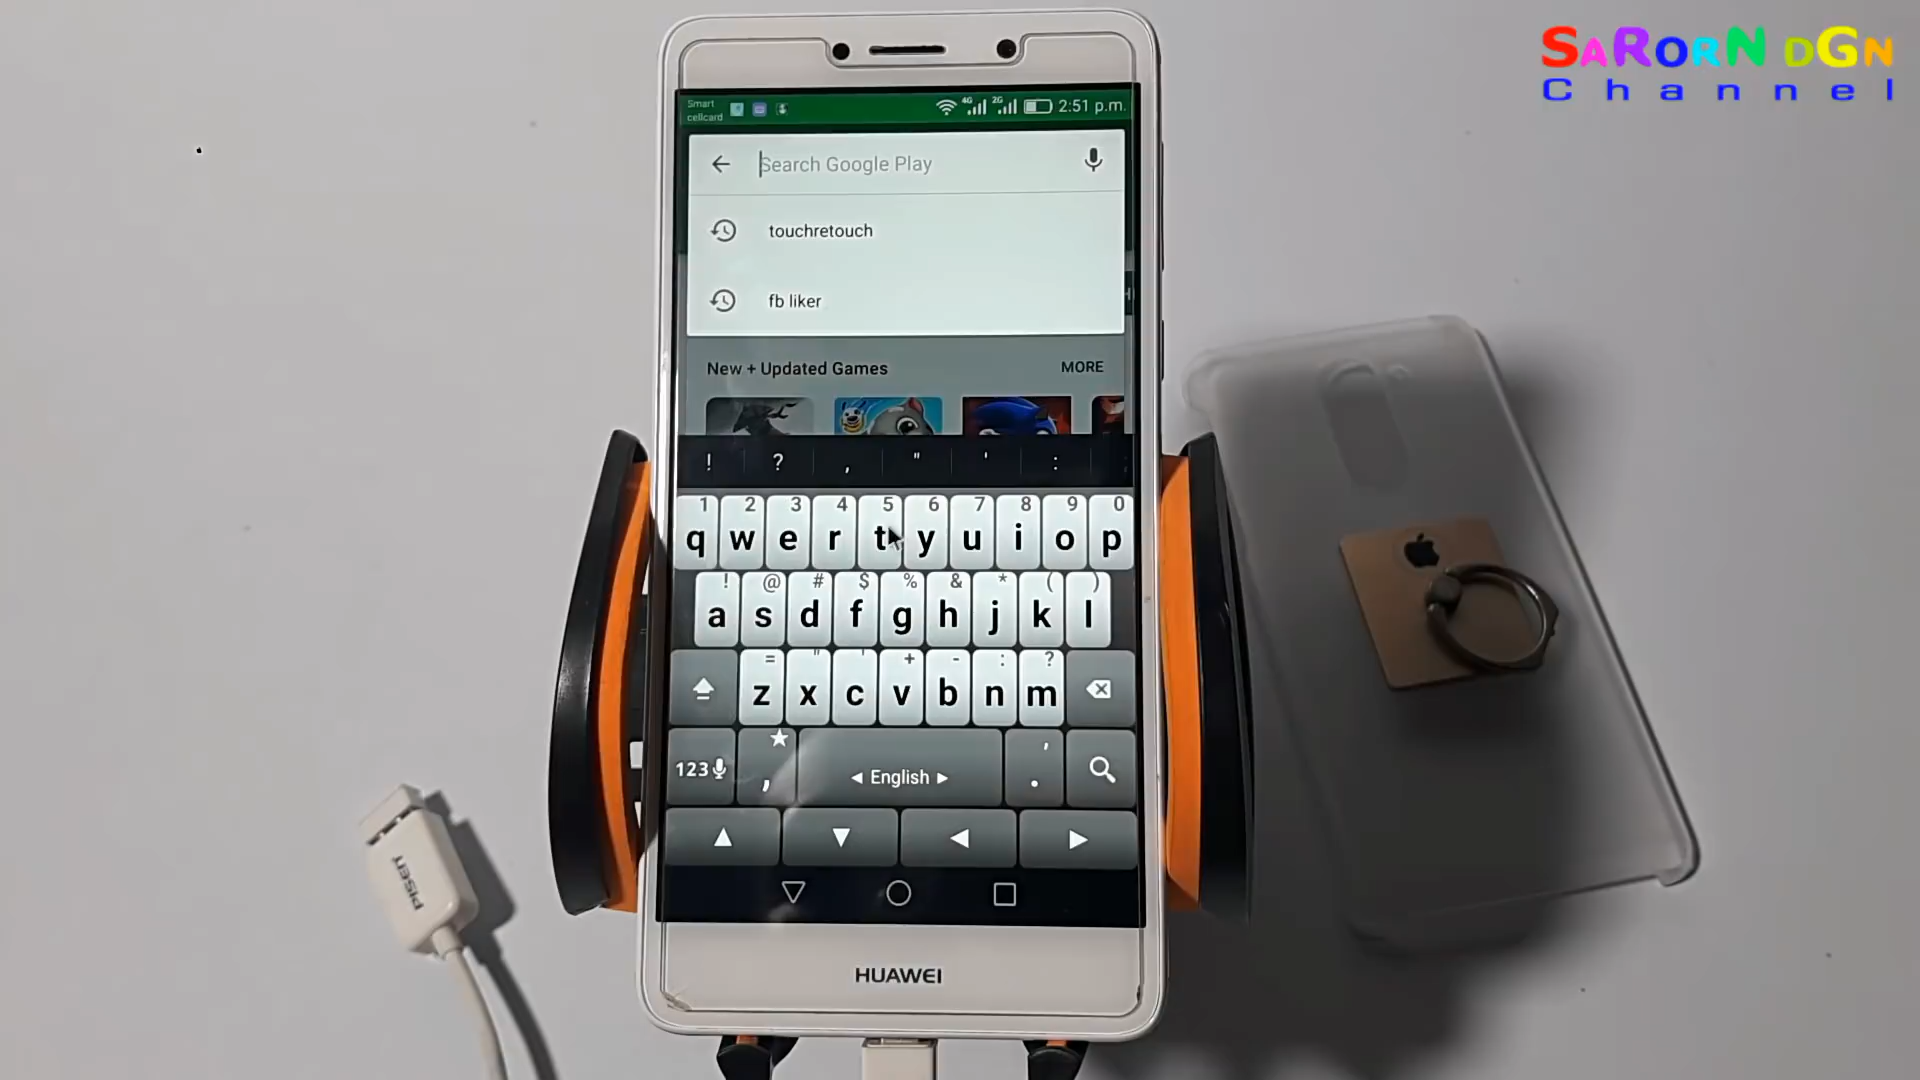 SaRorN dGN
Channel
Smart
cellcard
4G
2G
2:51 p.m.
Search Google Play
touchretouch
fb liker
New + Updated Games
MORE
! ? , " ' :
1 2 3 4 5 6 7 8 9 0
q w e r t y u i o p
! @ # $ % & * ( )
a s d f g h j k l
= " ' + - : ?
z x c v b n m
123 , English . '
PISEN
HUAWEI